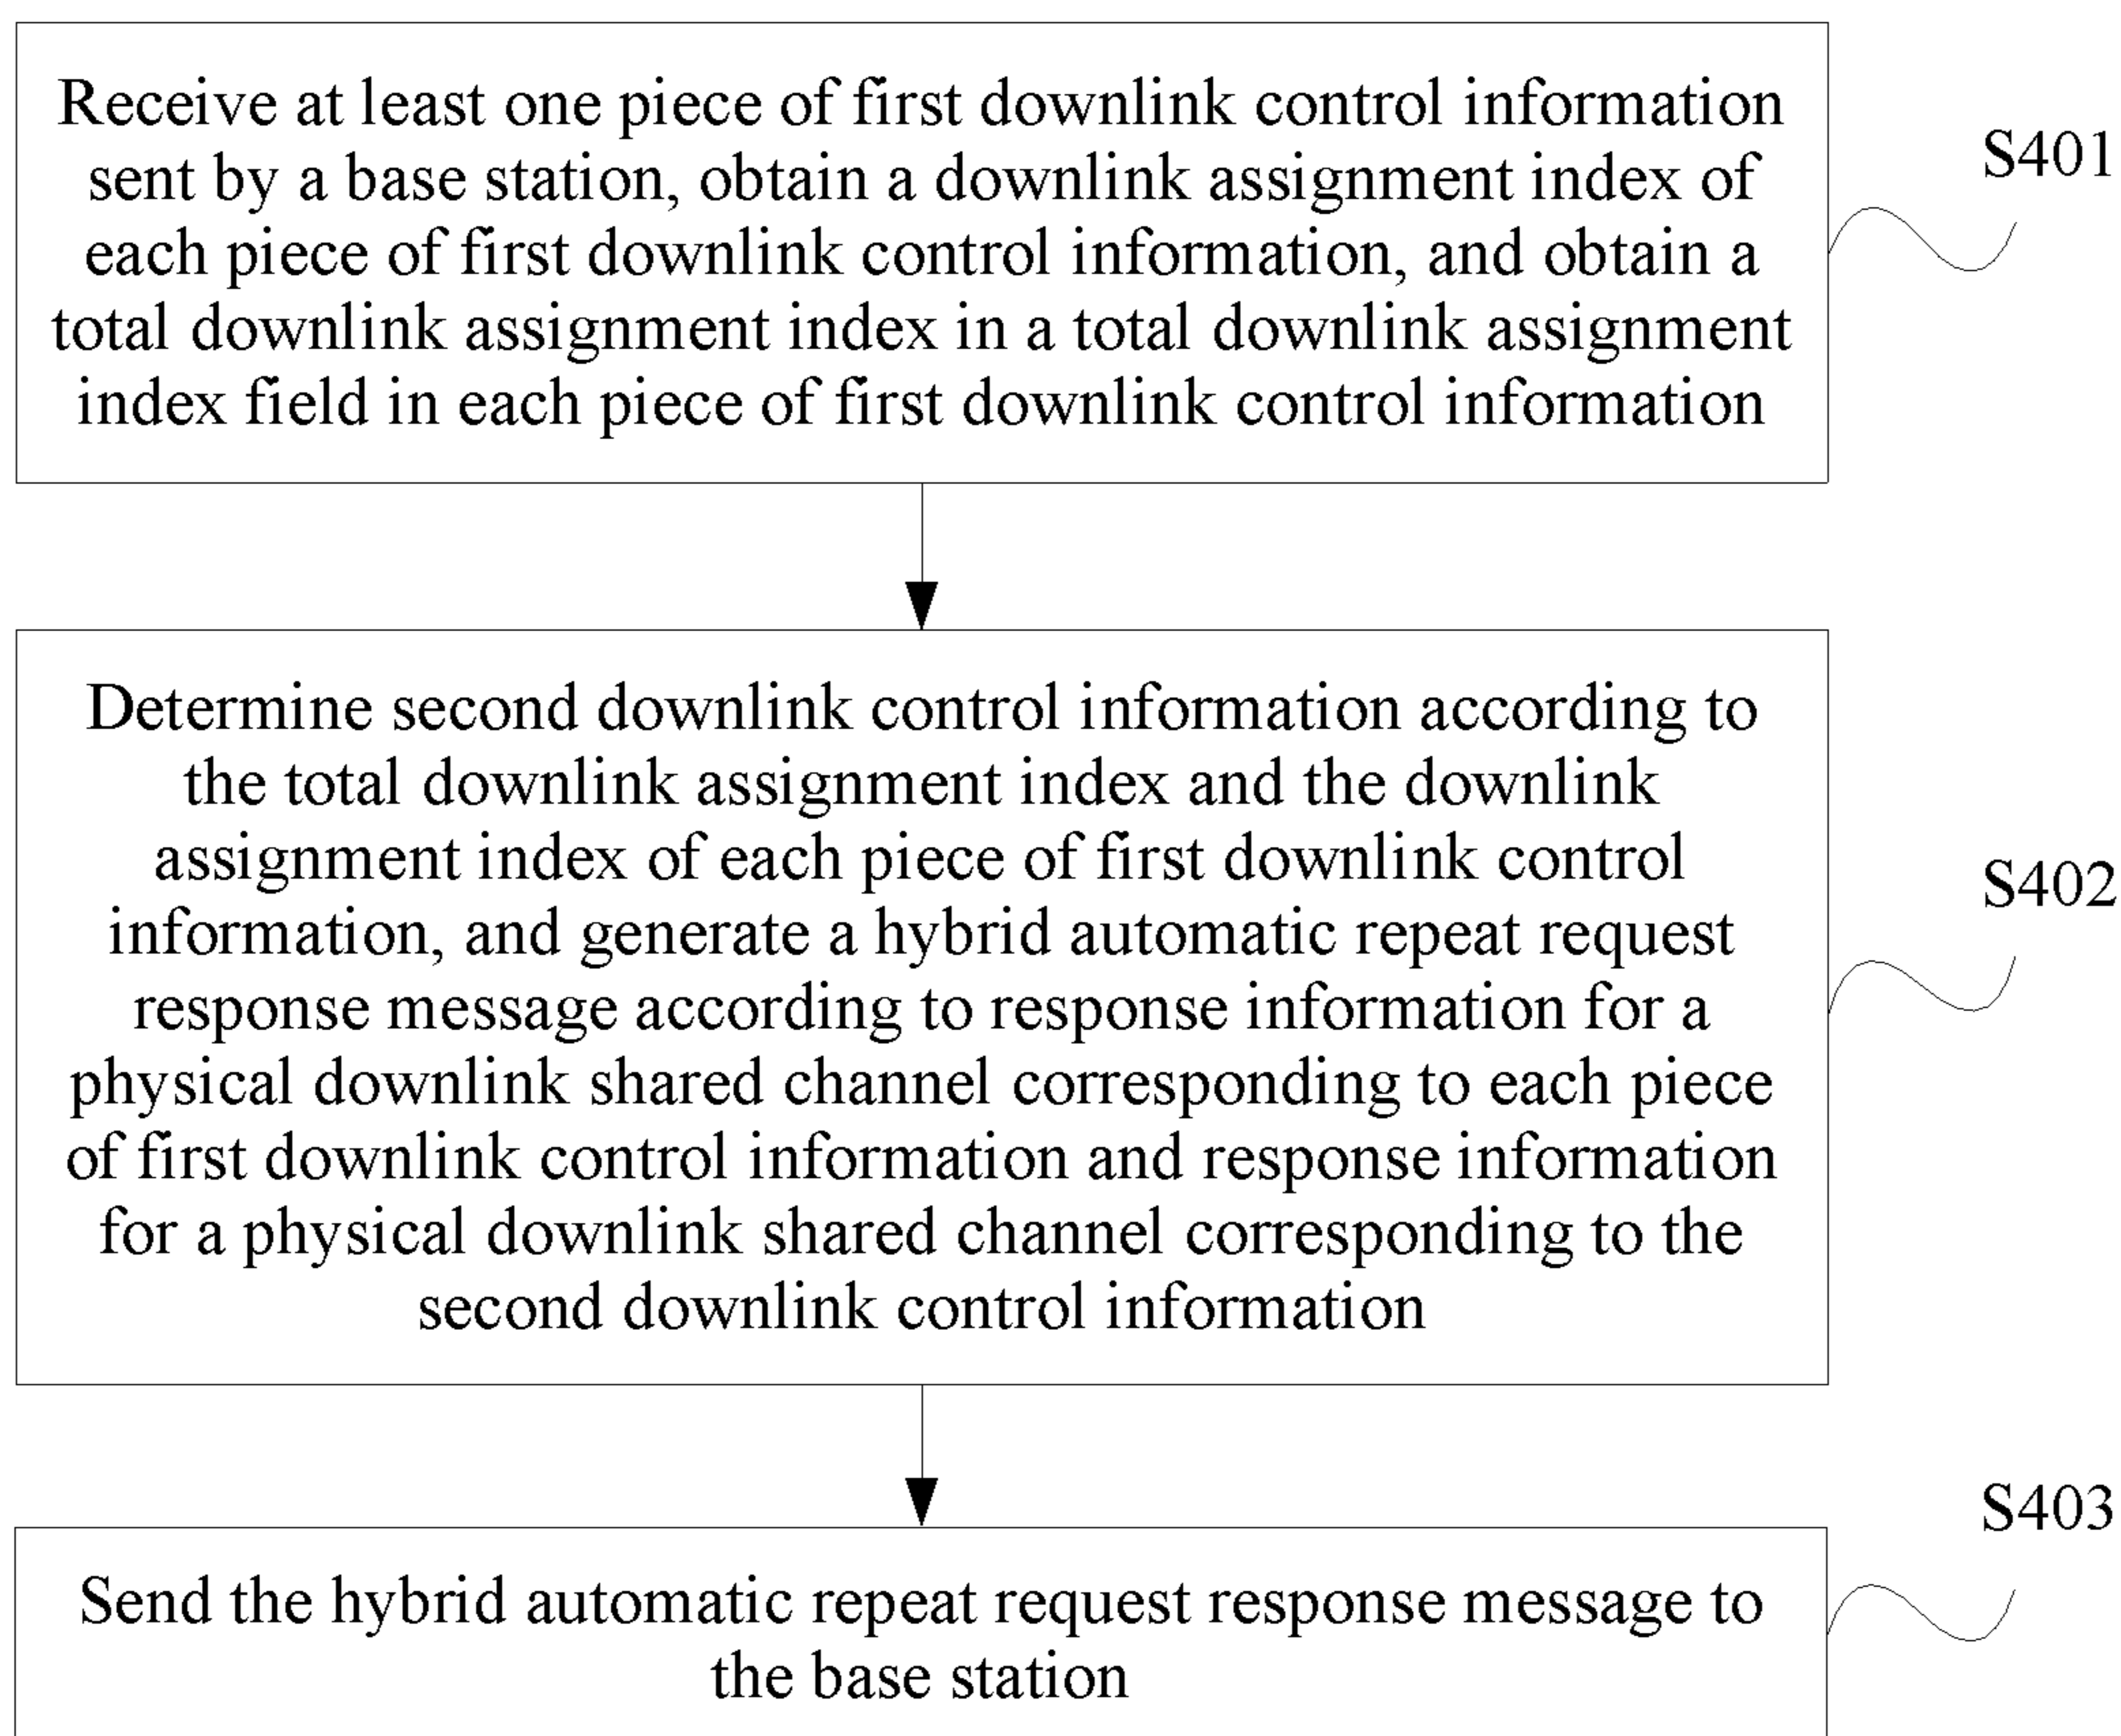 Receive at least one piece of first downlink control information
sent by a base station, obtain a downlink assignment index of
each piece of first downlink control information, and obtain a
total downlink assignment index in a total downlink assignment
index field in each piece of first downlink control information
S401
Determine second downlink control information according to
the total downlink assignment index and the downlink
assignment index of each piece of first downlink control
information, and generate a hybrid automatic repeat request
response message according to response information for a
physical downlink shared channel corresponding to each piece
of first downlink control information and response information
for a physical downlink shared channel corresponding to the
second downlink control information
S402
Send the hybrid automatic repeat request response message to
the base station
S403